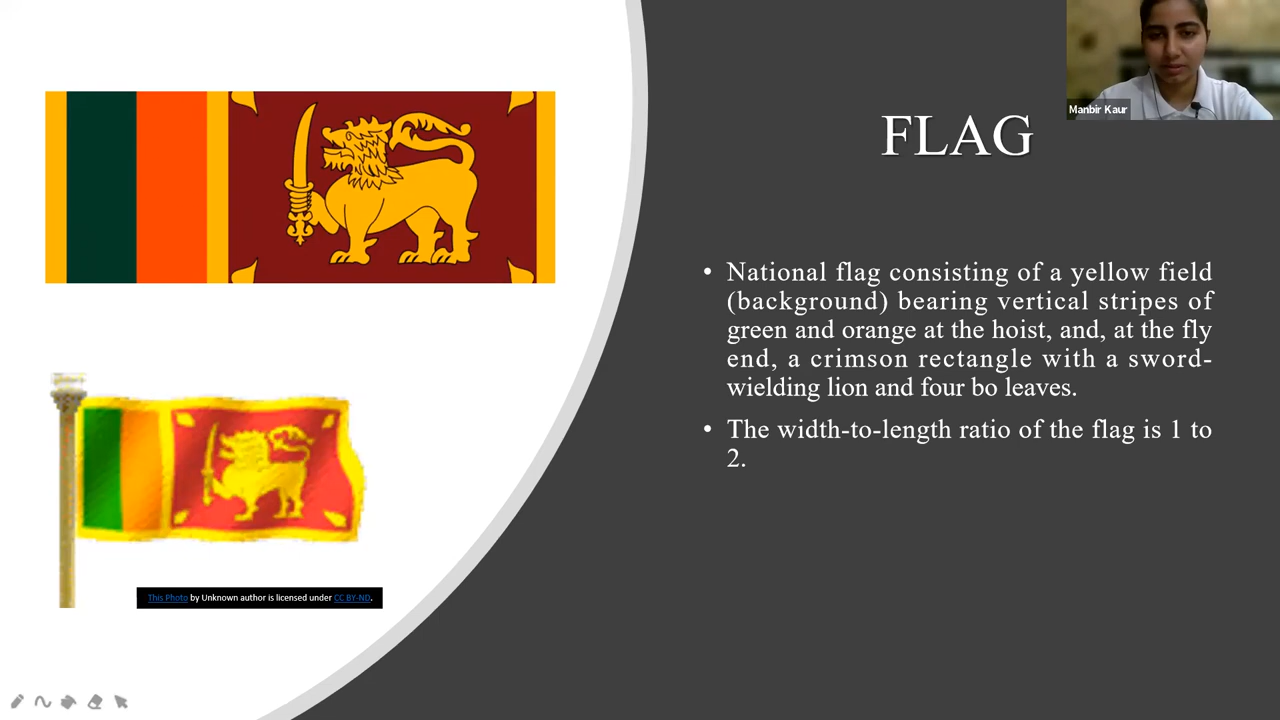 Manbir Kaur
FLAG
• National flag consisting of a yellow field
(background) bearing vertical stripes of
green and orange at the hoist, and, at the fly
end, a crimson rectangle with a sword-
wielding lion and four bo leaves.
• The width-to-length ratio of the flag is 1 to
2.
This Photo by Unknown author is licensed under CC BY-ND.